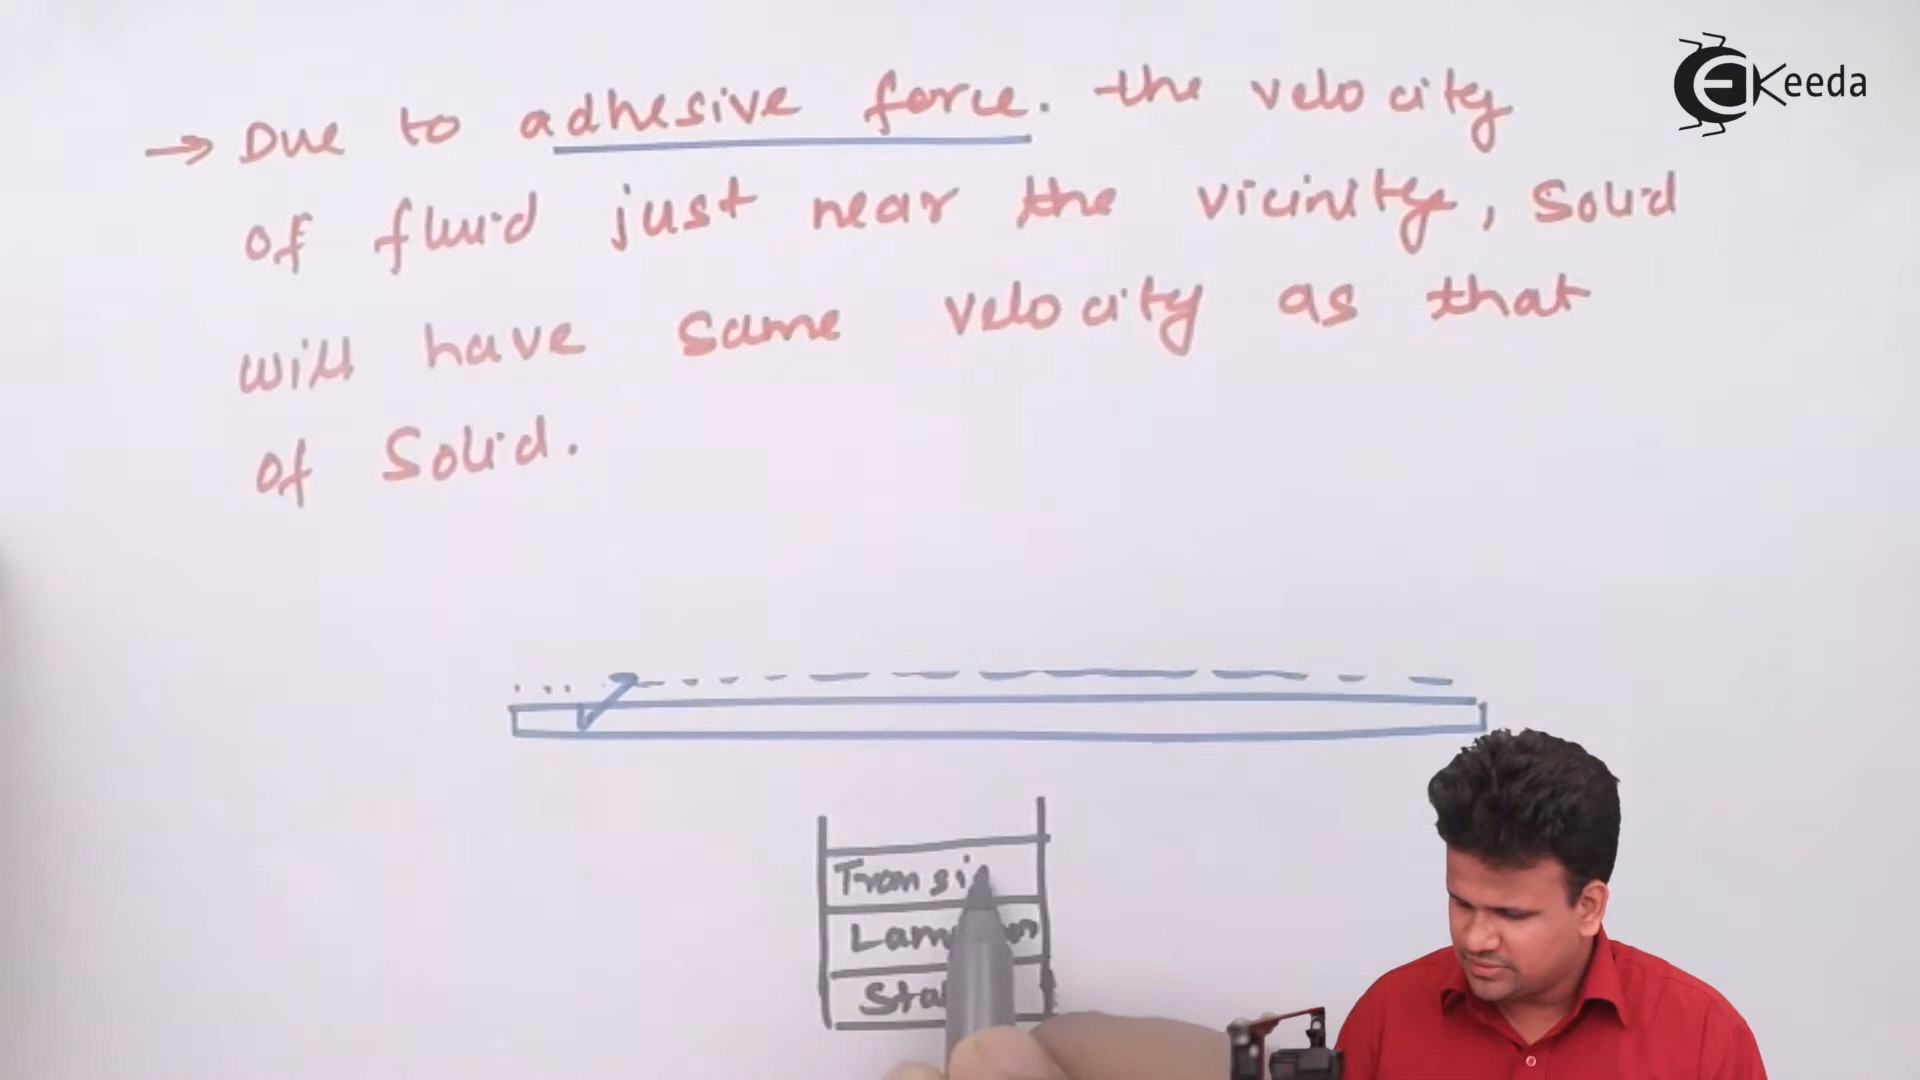 EKeeda
→ Due to adhesive force. the velocity
of fluid just near the vicinity, solid
will have same velocity as that
of solid.